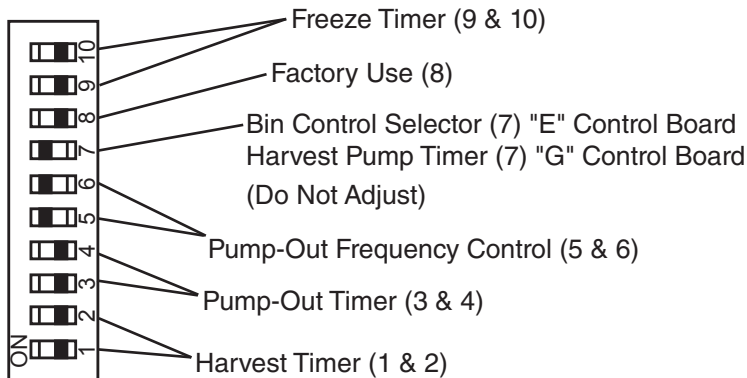 Freeze Timer (9 & 10)
Factory Use (8)
Bin Control Selector (7) "E" Control Board
Harvest Pump Timer (7) "G" Control Board
(Do Not Adjust)
Pump-Out Frequency Control (5 & 6)
Pump-Out Timer (3 & 4)
Harvest Timer (1 & 2)
10
9
8
7
6
5
4
3
2
1
ON